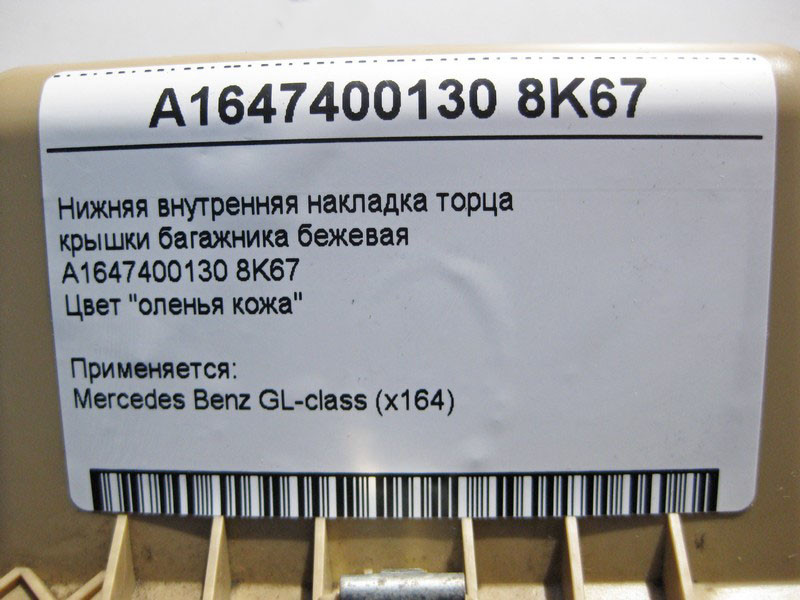 A1647400130 8K67
Нижняя внутренняя накладка торца
крышки багажника бежевая
A1647400130 8K67
Цвет "оленья кожа"
Применяется:
Mercedes Benz GL-class (x164)